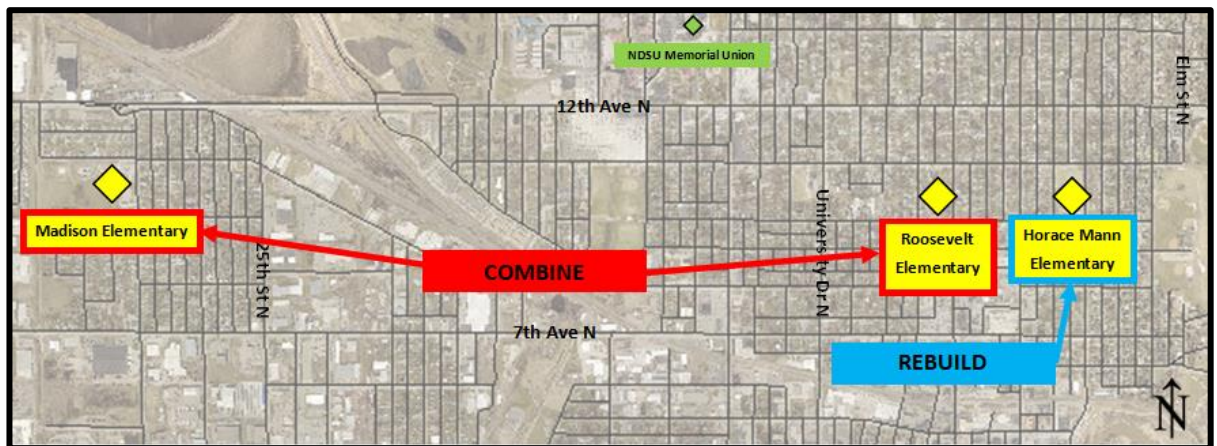 NDSU Memorial Union
Elm St N
12th Ave N
Madison Elementary
25th St N
COMBINE
University Dr N
Roosevelt
Elementary
Horace Mann
Elementary
7th Ave N
REBUILD
N